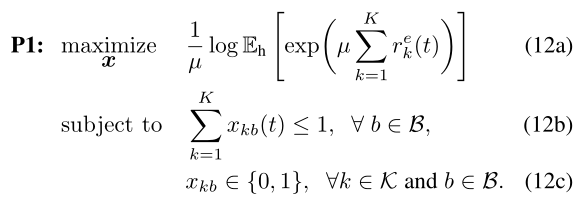 P1: maximize_x 1/μ log 𝔼_h [exp(μ ∑_{k=1}^{K} r_k^e(t))] (12a)
subject to ∑_{k=1}^{K} x_{kb}(t) ≤ 1, ∀ b ∈ ℬ, (12b)
x_{kb} ∈ {0, 1}, ∀k ∈ 𝒦 and b ∈ ℬ. (12c)